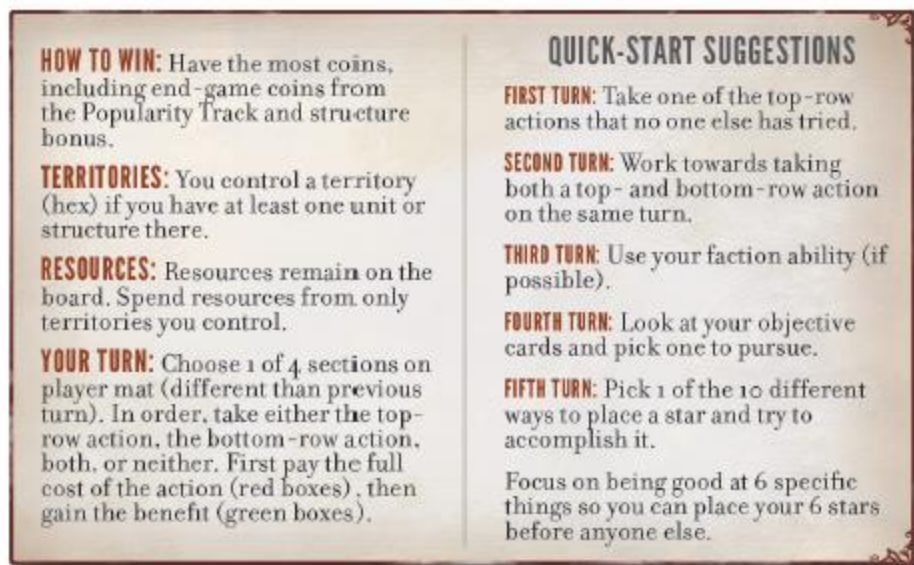 HOW TO WIN: Have the most coins,
including end-game coins from
the Popularity Track and structure
bonus.
TERRITORIES: You control a territory
(hex) if you have at least one unit or
structure there.
RESOURCES: Resources remain on the
board. Spend resources from only
territories you control.
YOUR TURN: Choose 1 of 4 sections on
player mat (different than previous
turn). In order, take either the top-
row action, the bottom-row action,
both, or neither. First pay the full
cost of the action (red boxes), then
gain the benefit (green boxes).
QUICK-START SUGGESTIONS
FIRST TURN: Take one of the top-row
actions that no one else has tried.
SECOND TURN: Work towards taking
both a top- and bottom-row action
on the same turn.
THIRD TURN: Use your faction ability (if
possible).
FOURTH TURN: Look at your objective
cards and pick one to pursue.
FIFTH TURN: Pick 1 of the 10 different
ways to place a star and try to
accomplish it.
Focus on being good at 6 specific
things so you can place your 6 stars
before anyone else.